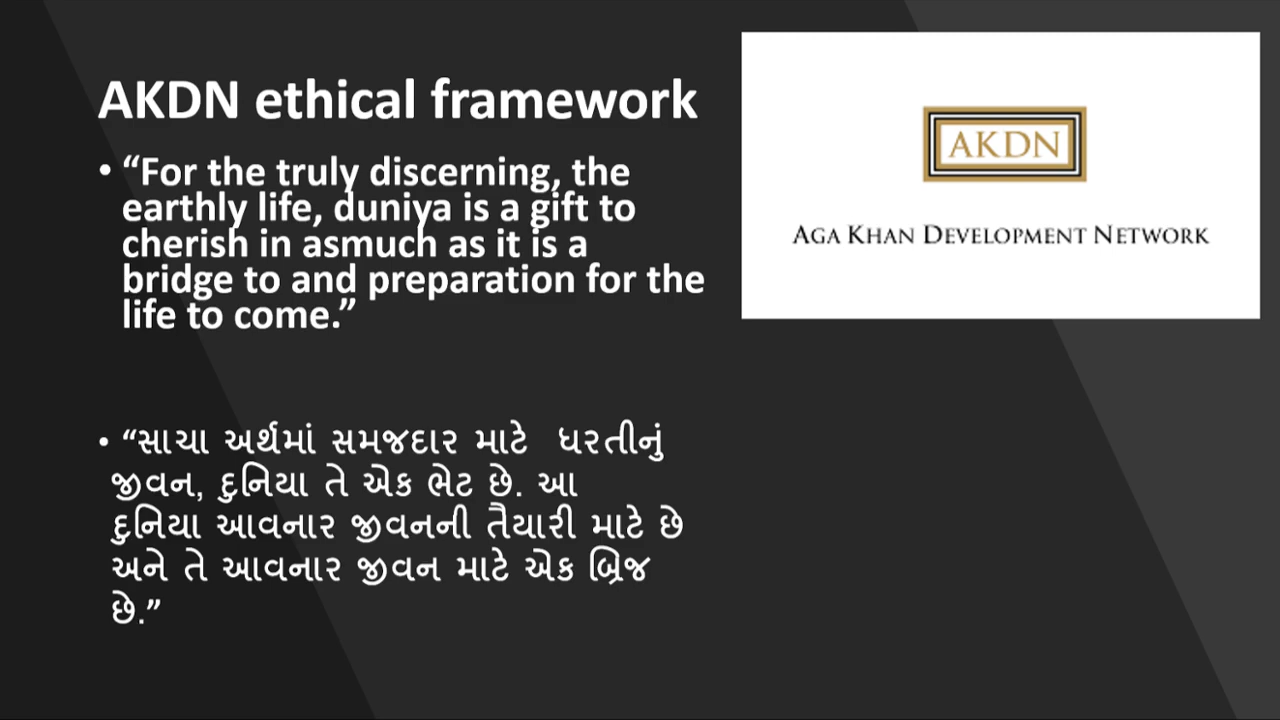 AKDN ethical framework
• “For the truly discerning, the
earthly life, duniya is a gift to
cherish in asmuch as it is a
bridge to and preparation for the
life to come.”
• “સાચા અર્થમાં સમજદાર માટે ધરતીનું
જીવન, દુનિયા તે એક ભેટ છે. આ
દુનિયા આવનાર જીવનની તૈયારી માટે છે
અને તે આવનાર જીવન માટે એક બ્રિજ
છે.”
AKDN
AGA KHAN DEVELOPMENT NETWORK